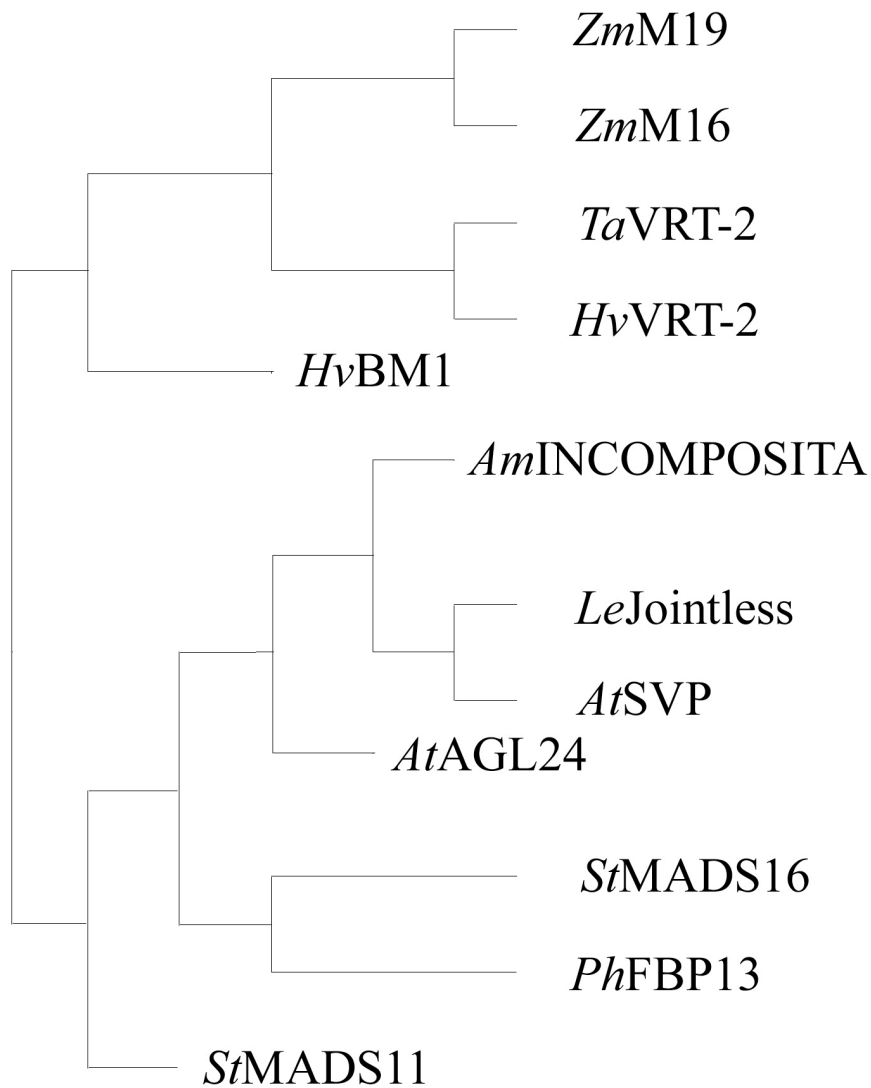 ZmM19
ZmM16
TaVRT-2
HvVRT-2
HvBM1
AmINCOMPOSITA
LeJointless
AtSVP
AtAGL24
StMADS16
PhFBP13
StMADS11